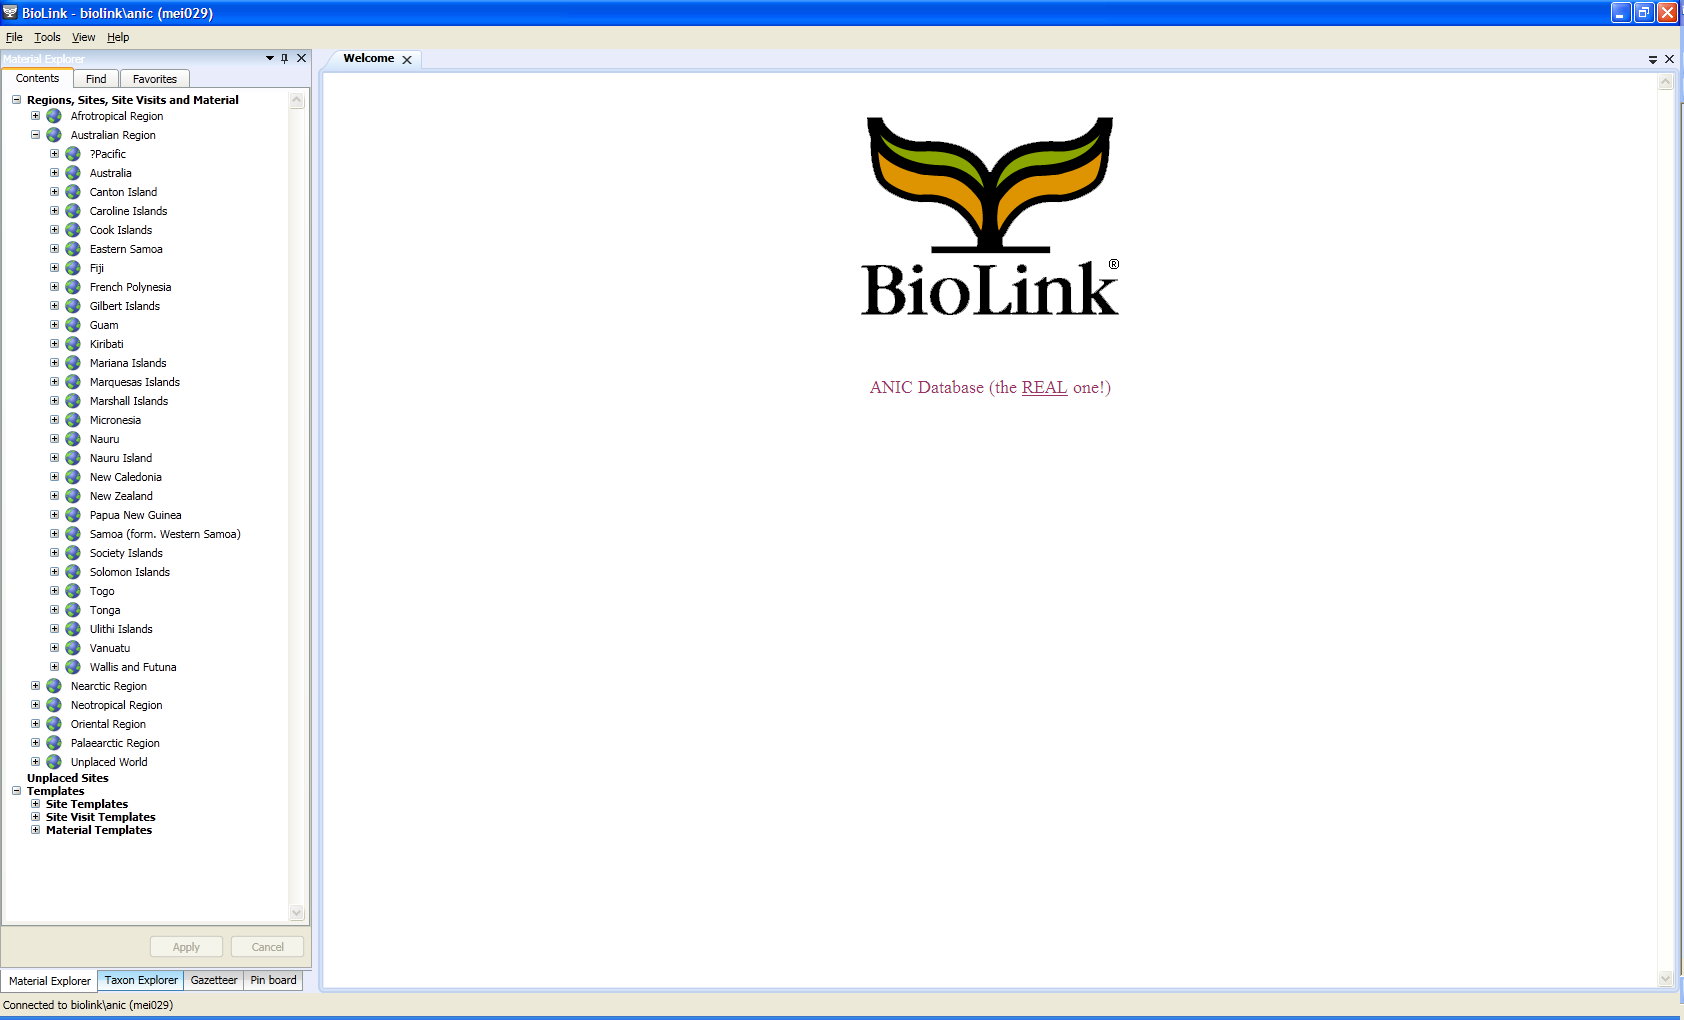 BioLink - biolink\anic (mei029)
File Tools View Help
Material Explorer
Welcome
Contents Find Favorites
Regions, Sites, Site Visits and Material
Afrotropical Region
Australian Region
?Pacific
Australia
Canton Island
Caroline Islands
Cook Islands
Eastern Samoa
Fiji
French Polynesia
Gilbert Islands
Guam
Kiribati
Mariana Islands
Marquesas Islands
Marshall Islands
Micronesia
Nauru
Nauru Island
New Caledonia
New Zealand
Papua New Guinea
Samoa (form. Western Samoa)
Society Islands
Solomon Islands
Togo
Tonga
Ulithi Islands
Vanuatu
Wallis and Futuna
Nearctic Region
Neotropical Region
Oriental Region
Palaearctic Region
Unplaced World
Unplaced Sites
Templates
Site Templates
Site Visit Templates
Material Templates
Apply Cancel
Material Explorer Taxon Explorer Gazetteer Pin board
Connected to biolink\anic (mei029)
BioLink®
ANIC Database (the REAL one!)